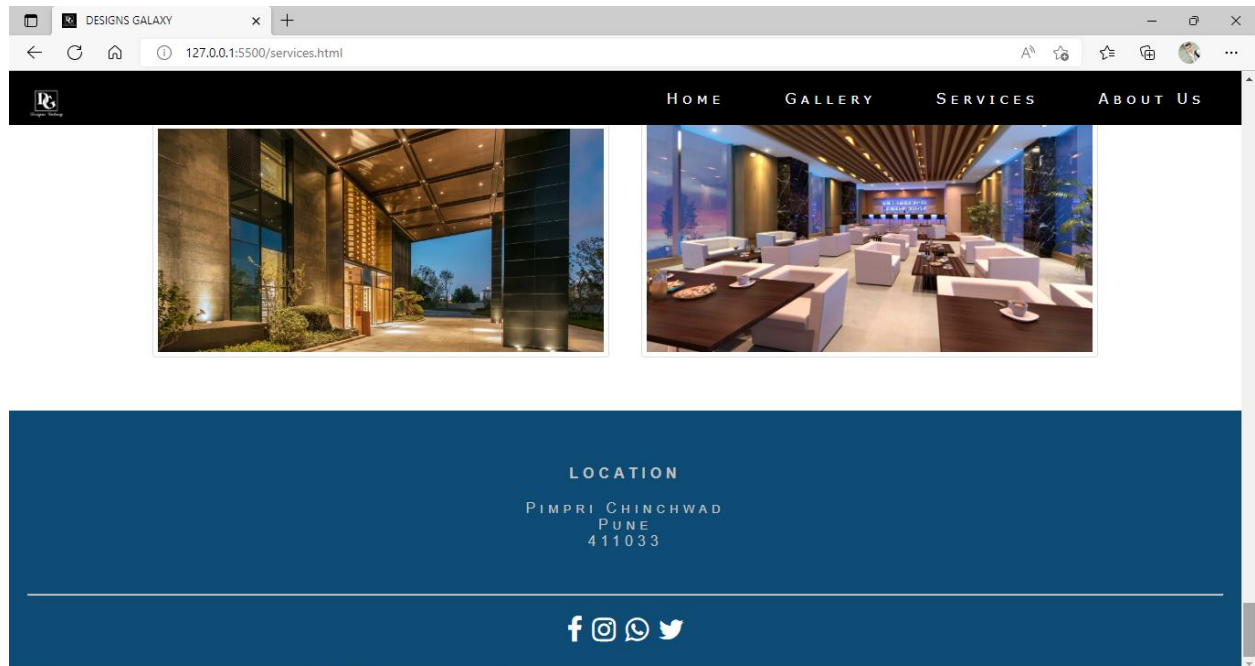 DESIGNS GALAXY
127.0.0.1:5500/services.html
HOME GALLERY SERVICES ABOUT US
LOCATION
PIMPRI CHINCHWAD
PUNE
411033